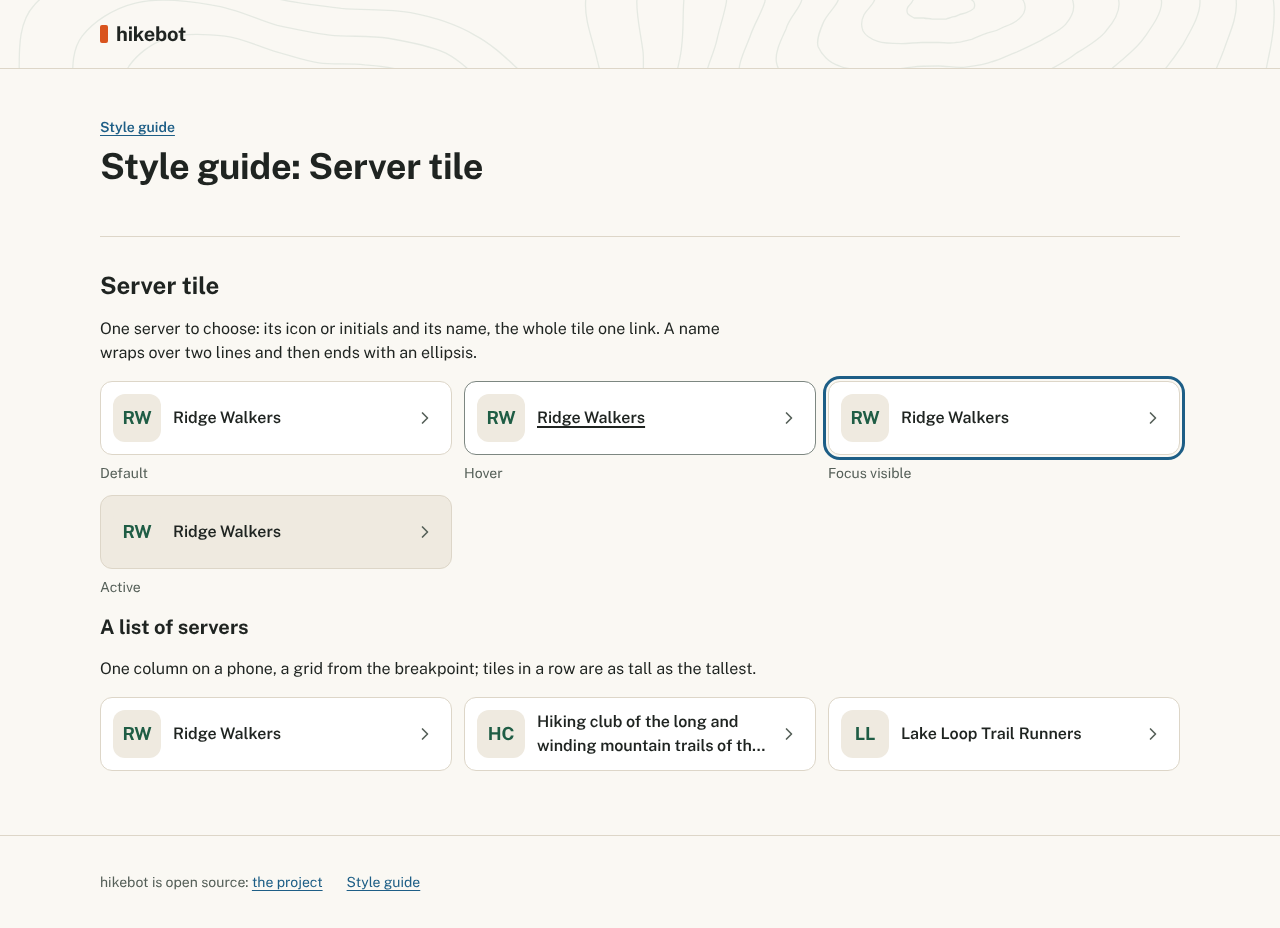 hikebot
Style guide
Style guide: Server tile
Server tile
One server to choose: its icon or initials and its name, the whole tile one link. A name
wraps over two lines and then ends with an ellipsis.
RW Ridge Walkers
RW Ridge Walkers
RW Ridge Walkers
Default
Hover
Focus visible
RW Ridge Walkers
Active
A list of servers
One column on a phone, a grid from the breakpoint; tiles in a row are as tall as the tallest.
RW Ridge Walkers
HC Hiking club of the long and
winding mountain trails of th…
LL Lake Loop Trail Runners
hikebot is open source: the project
Style guide